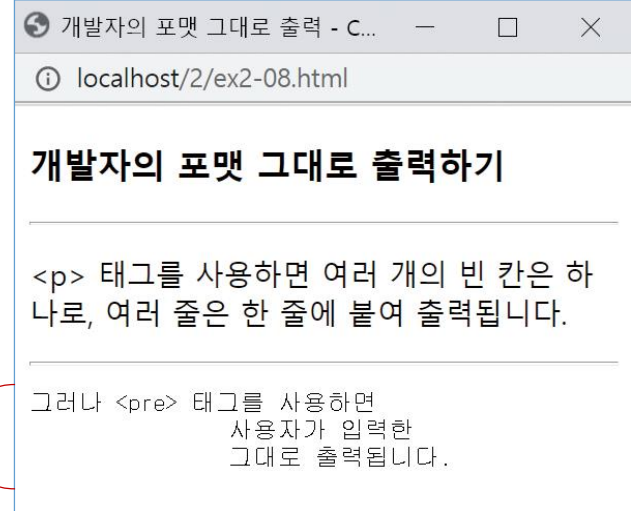 개발자의 포맷 그대로 출력 - C...
localhost/2/ex2-08.html
개발자의 포맷 그대로 출력하기
<p> 태그를 사용하면 여러 개의 빈 칸은 하
나로, 여러 줄은 한 줄에 붙여 출력됩니다.
그러나 <pre> 태그를 사용하면
사용자가 입력한
그대로 출력됩니다.